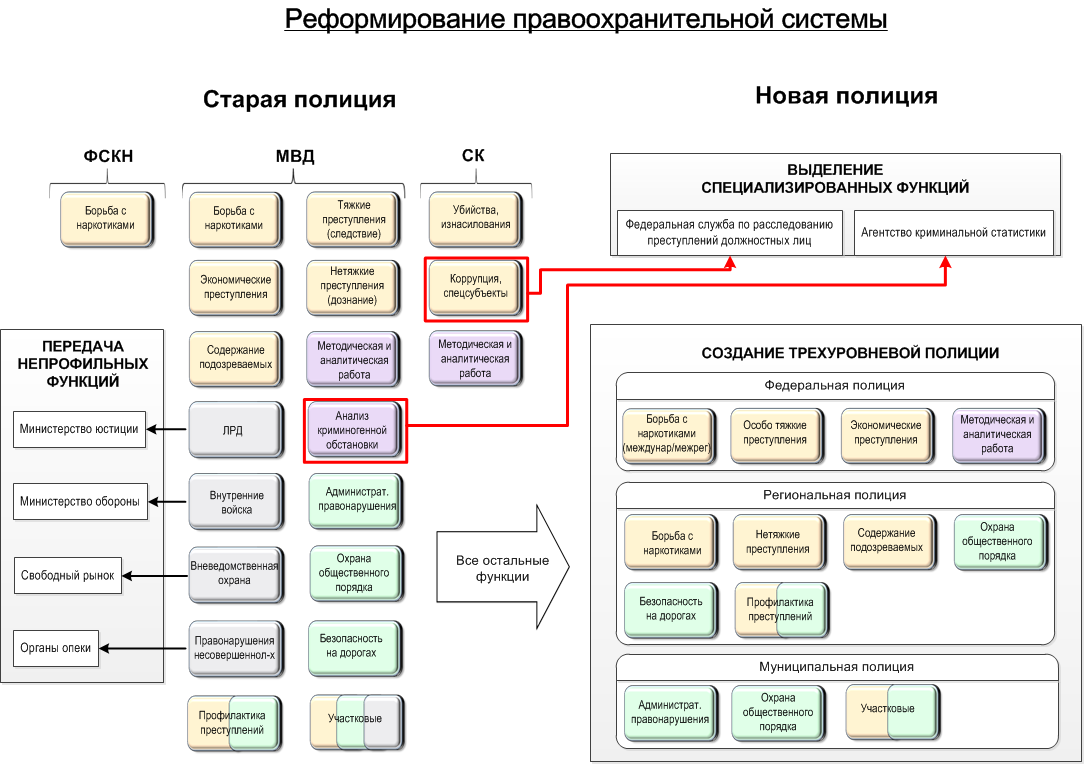 Реформирование правоохранительной системы
Старая полиция
ФСКН
Борьба с
наркотиками
МВД
Борьба с
наркотиками
Тяжкие
преступления
(следствие)
Экономические
преступления
Нетяжкие
преступления
(дознание)
Содержание
подозреваемых
Методическая и
аналитическая
работа
ЛРД
Анализ
криминогенной
обстановки
Внутренние
войска
Администрат.
правонарушения
Вневедомственная
охрана
Охрана
общественного
порядка
Правонарушения
несовершеннол-х
Безопасность
на дорогах
Профилактика
преступлений
Участковые
СК
Убийства,
изнасилования
Коррупция,
спецсубъекты
Методическая и
аналитическая
работа
ПЕРЕДАЧА
НЕПРОФИЛЬНЫХ
ФУНКЦИЙ
Министерство юстиции
Министерство обороны
Свободный рынок
Органы опеки
Все остальные
функции
Новая полиция
ВЫДЕЛЕНИЕ
СПЕЦИАЛИЗИРОВАННЫХ ФУНКЦИЙ
Федеральная служба по расследованию
преступлений должностных лиц
Агентство криминальной статистики
СОЗДАНИЕ ТРЕХУРОВНЕВОЙ ПОЛИЦИИ
Федеральная полиция
Борьба с
наркотиками
(междунар/межрег)
Особо тяжкие
преступления
Экономические
преступления
Методическая и
аналитическая
работа
Региональная полиция
Борьба с
наркотиками
Нетяжкие
преступления
Содержание
подозреваемых
Охрана
общественного
порядка
Безопасность
на дорогах
Профилактика
преступлений
Муниципальная полиция
Администрат.
правонарушения
Охрана
общественного
порядка
Участковые